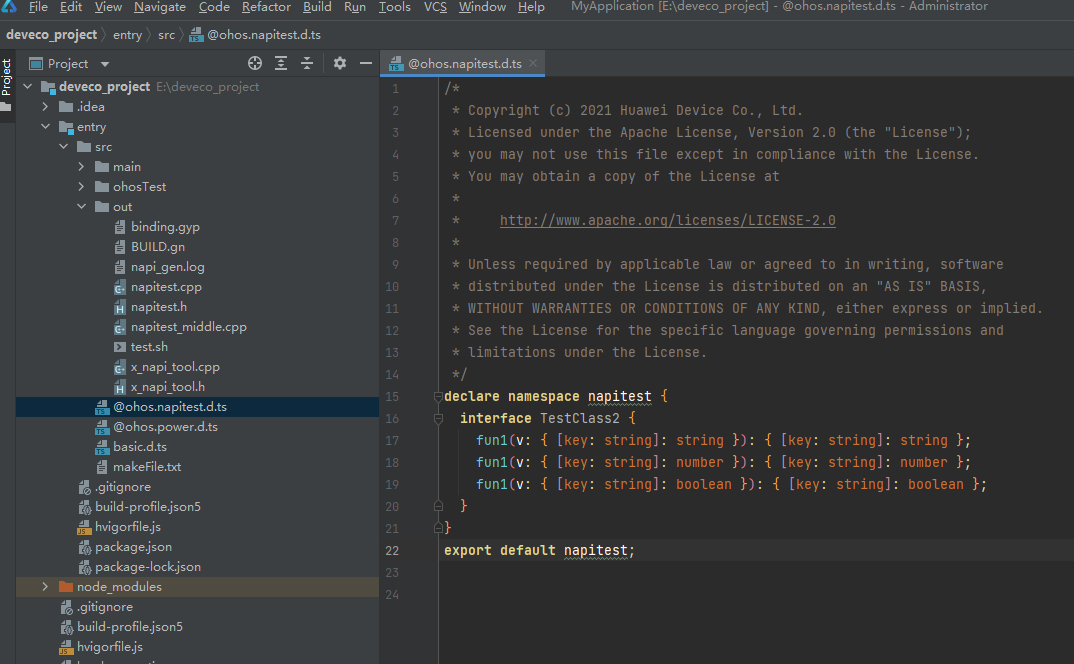 File Edit View Navigate Code Refactor Build Run Tools VCS Window Help MyApplication [E:\deveco_project] - @ohos.napitest.d.ts - Administrator
deveco_project entry src @ohos.napitest.d.ts
Project
Project
@ohos.napitest.d.ts
deveco_project E:\deveco_project
.idea
entry
src
main
ohosTest
out
binding.gyp
BUILD.gn
napi_gen.log
napitest.cpp
napitest.h
napitest_middle.cpp
test.sh
x_napi_tool.cpp
x_napi_tool.h
@ohos.napitest.d.ts
@ohos.power.d.ts
basic.d.ts
makeFile.txt
.gitignore
build-profile.json5
hvigorfile.js
package.json
package-lock.json
node_modules
.gitignore
build-profile.json5
hvigorfile.js
1 /*
2 * Copyright (c) 2021 Huawei Device Co., Ltd.
3 * Licensed under the Apache License, Version 2.0 (the "License");
4 * you may not use this file except in compliance with the License.
5 * You may obtain a copy of the License at
6 *
7 * http://www.apache.org/licenses/LICENSE-2.0
8 *
9 * Unless required by applicable law or agreed to in writing, software
10 * distributed under the License is distributed on an "AS IS" BASIS,
11 * WITHOUT WARRANTIES OR CONDITIONS OF ANY KIND, either express or implied.
12 * See the License for the specific language governing permissions and
13 * limitations under the License.
14 */
15 declare namespace napitest {
16 interface TestClass2 {
17 fun1(v: { [key: string]: string }): { [key: string]: string };
18 fun1(v: { [key: string]: number }): { [key: string]: number };
19 fun1(v: { [key: string]: boolean }): { [key: string]: boolean };
20 }
21 }
22 export default napitest;
23
24